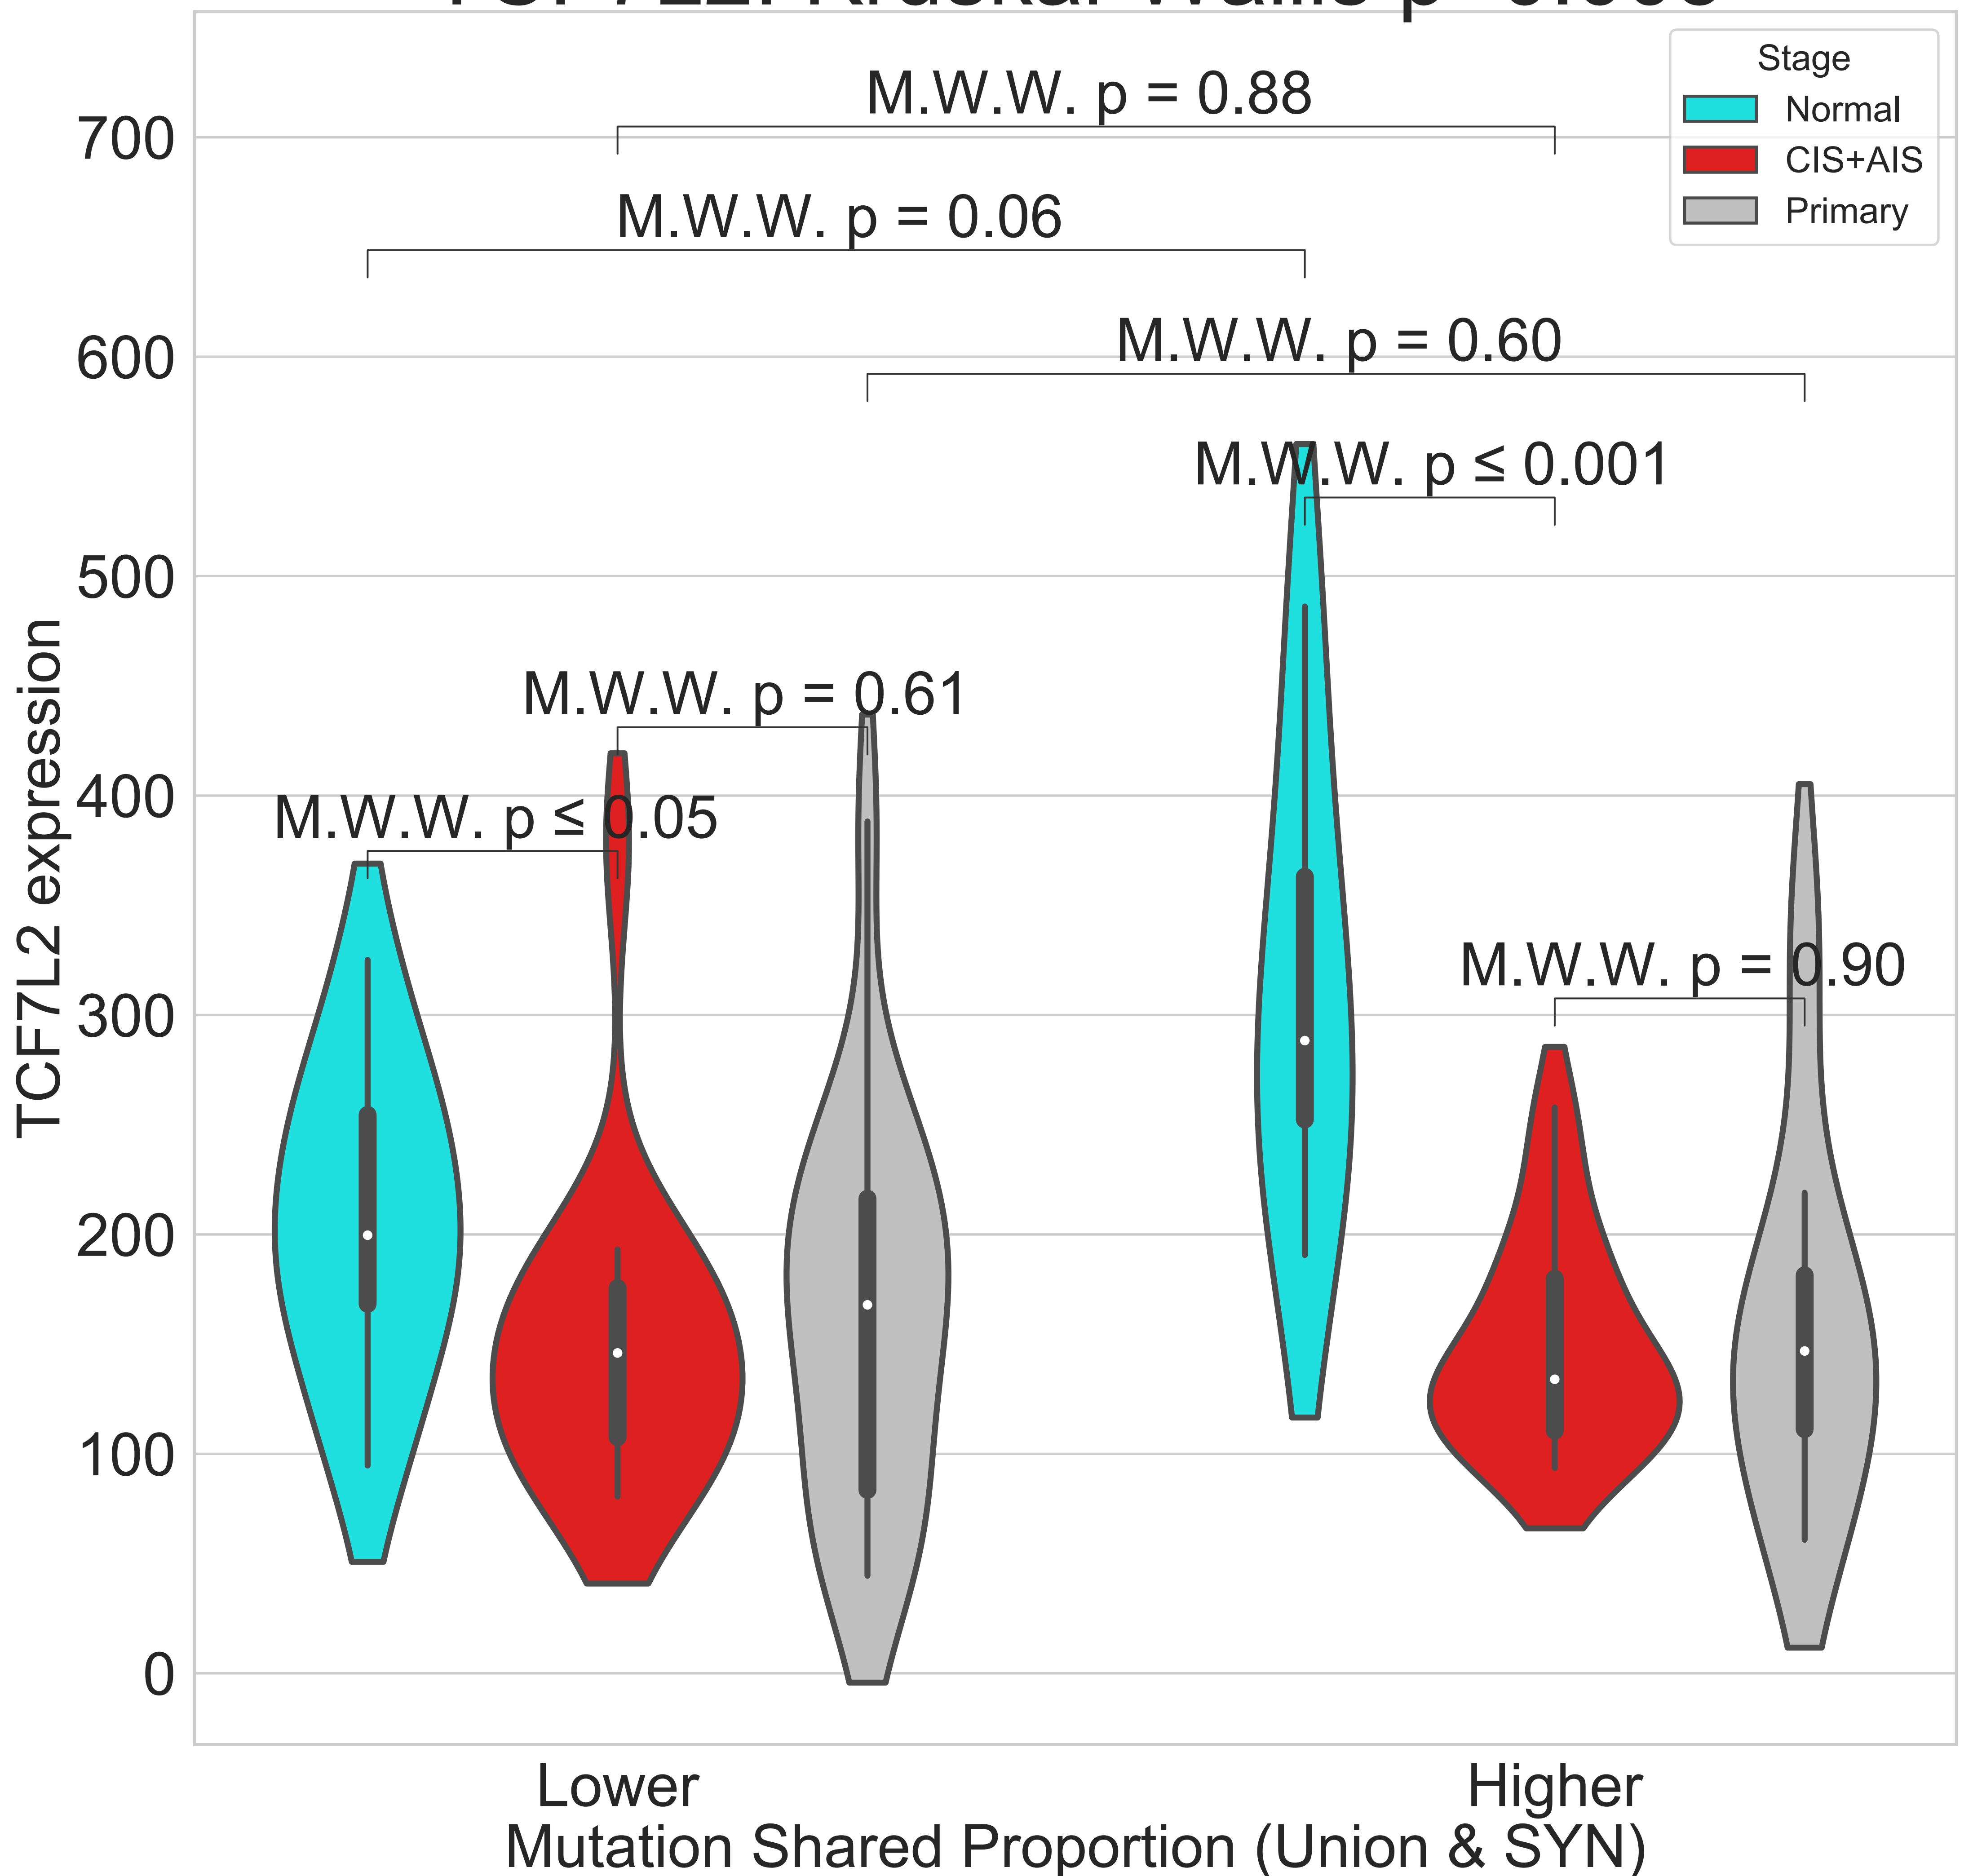 Stage
Normal
CIS+AIS
Primary
M.W.W. p = 0.88
M.W.W. p = 0.06
M.W.W. p = 0.60
M.W.W. p ≤ 0.001
M.W.W. p = 0.61
M.W.W. p ≤ 0.05
M.W.W. p = 0.90
700
600
500
400
300
200
100
0
TCF7L2 expression
Lower
Higher
Mutation Shared Proportion (Union & SYN)